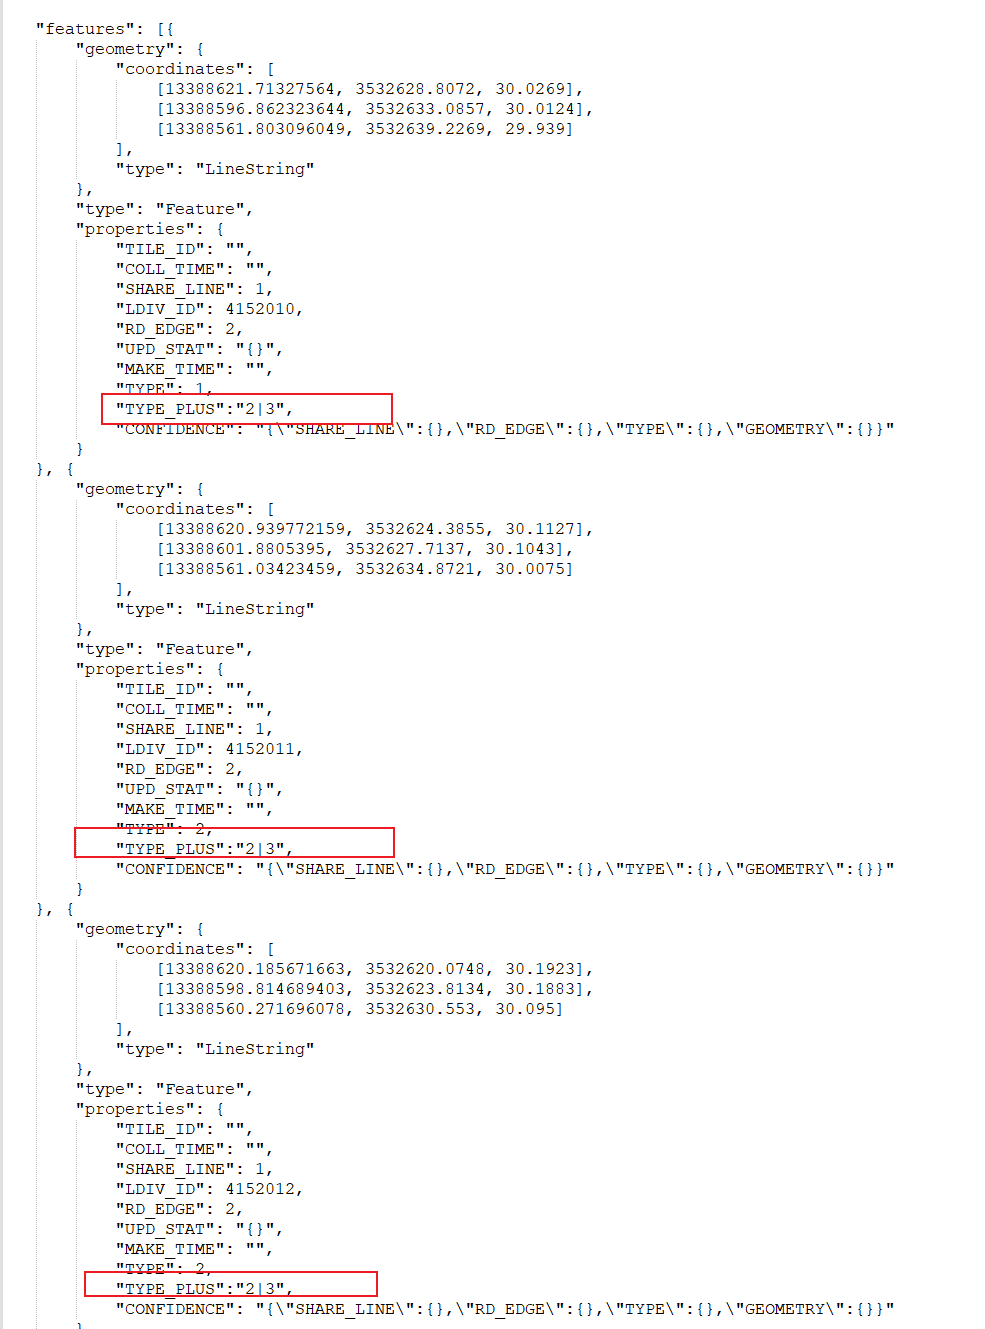 "features": [{
"geometry": {
"coordinates": [
[13388621.71327564, 3532628.8072, 30.0269],
[13388596.862323644, 3532633.0857, 30.0124],
[13388561.803096049, 3532639.2269, 29.939]
],
"type": "LineString"
},
"type": "Feature",
"properties": {
"TILE_ID": "",
"COLL_TIME": "",
"SHARE_LINE": 1,
"LDIV_ID": 4152010,
"RD_EDGE": 2,
"UPD_STAT": "{}",
"MAKE_TIME": "",
"TYPE": 1,
"TYPE_PLUS":"2|3",
"CONFIDENCE": "{\"SHARE_LINE\":{},\"RD_EDGE\":{},\"TYPE\":{},\"GEOMETRY\":{}}"
}
}, {
"geometry": {
"coordinates": [
[13388620.939772159, 3532624.3855, 30.1127],
[13388601.8805395, 3532627.7137, 30.1043],
[13388561.03423459, 3532634.8721, 30.0075]
],
"type": "LineString"
},
"type": "Feature",
"properties": {
"TILE_ID": "",
"COLL_TIME": "",
"SHARE_LINE": 1,
"LDIV_ID": 4152011,
"RD_EDGE": 2,
"UPD_STAT": "{}",
"MAKE_TIME": "",
"TYPE": 2,
"TYPE_PLUS":"2|3",
"CONFIDENCE": "{\"SHARE_LINE\":{},\"RD_EDGE\":{},\"TYPE\":{},\"GEOMETRY\":{}}"
}
}, {
"geometry": {
"coordinates": [
[13388620.185671663, 3532620.0748, 30.1923],
[13388598.814689403, 3532623.8134, 30.1883],
[13388560.271696078, 3532630.553, 30.095]
],
"type": "LineString"
},
"type": "Feature",
"properties": {
"TILE_ID": "",
"COLL_TIME": "",
"SHARE_LINE": 1,
"LDIV_ID": 4152012,
"RD_EDGE": 2,
"UPD_STAT": "{}",
"MAKE_TIME": "",
"TYPE": 2,
"TYPE_PLUS":"2|3",
"CONFIDENCE": "{\"SHARE_LINE\":{},\"RD_EDGE\":{},\"TYPE\":{},\"GEOMETRY\":{}}"
}